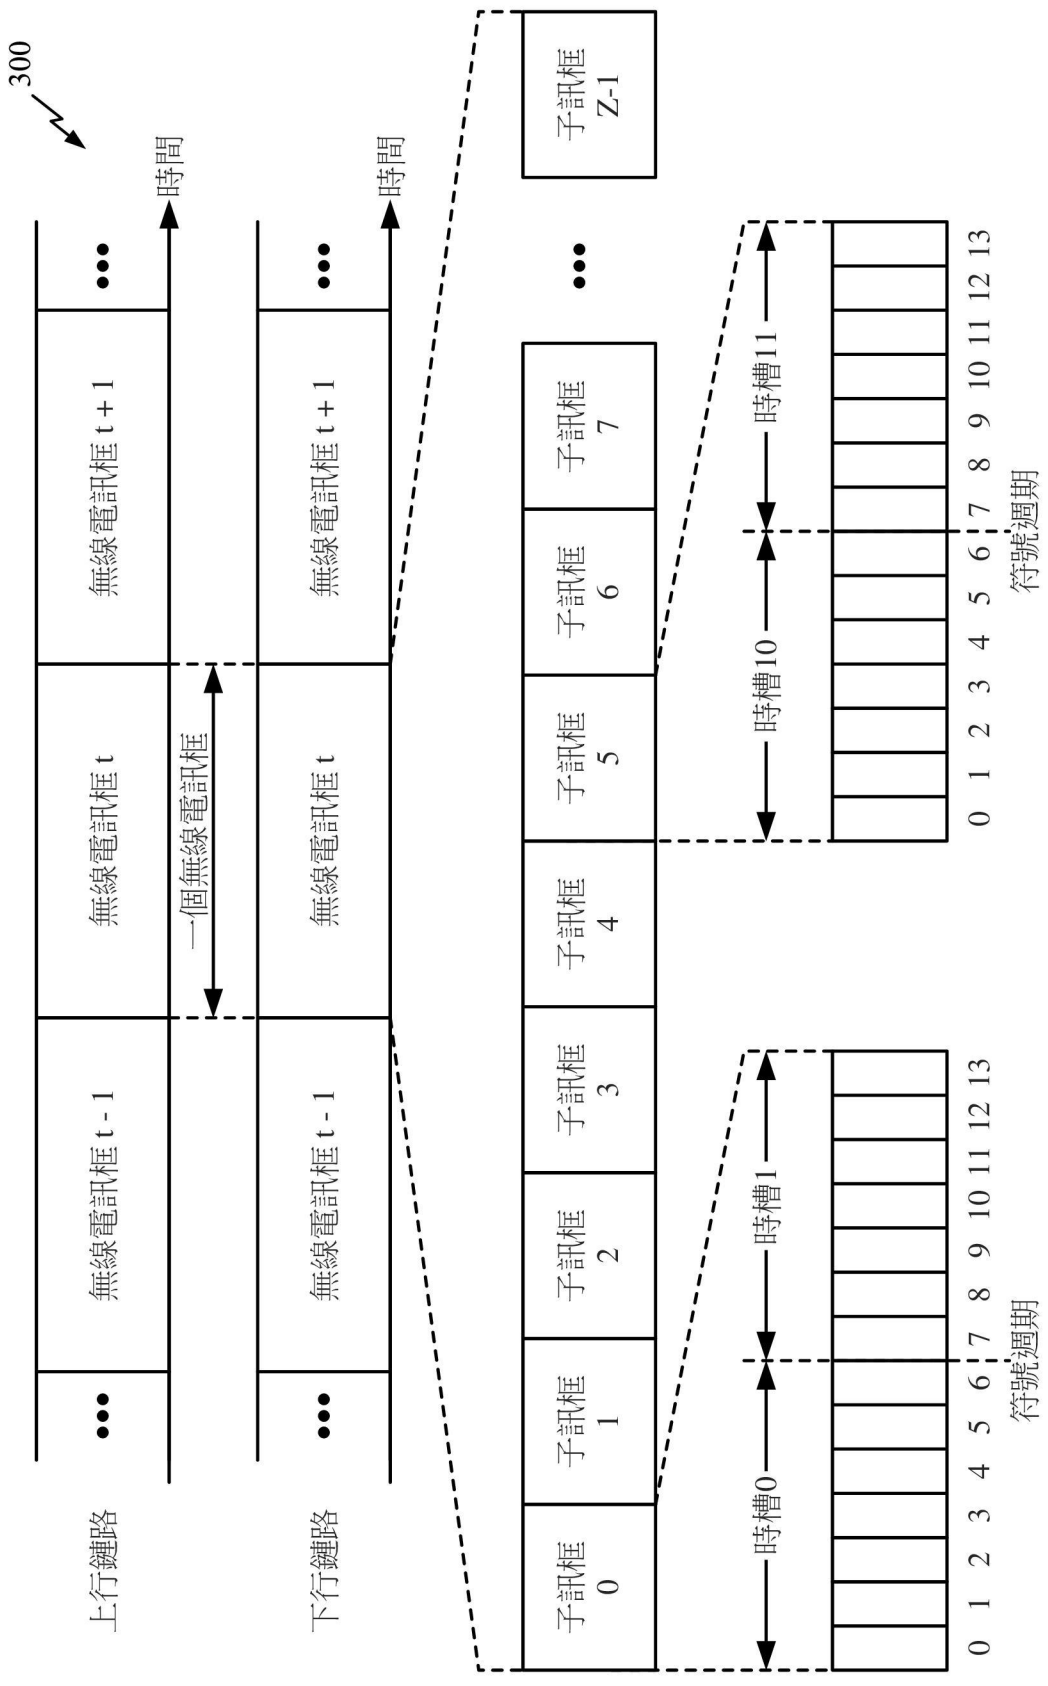 300
上行鏈路
••• 無線電訊框 t - 1 無線電訊框 t 無線電訊框 t + 1 •••
時間
一個無線電訊框
下行鏈路
••• 無線電訊框 t - 1 無線電訊框 t 無線電訊框 t + 1 •••
時間
子訊框 子訊框 子訊框 子訊框 子訊框 子訊框 子訊框 子訊框 ••• 子訊框
0 1 2 3 4 5 6 7 Z-1
時槽0 時槽1 時槽10 時槽11
0 1 2 3 4 5 6 7 8 9 10 11 12 13 0 1 2 3 4 5 6 7 8 9 10 11 12 13
符號週期 符號週期